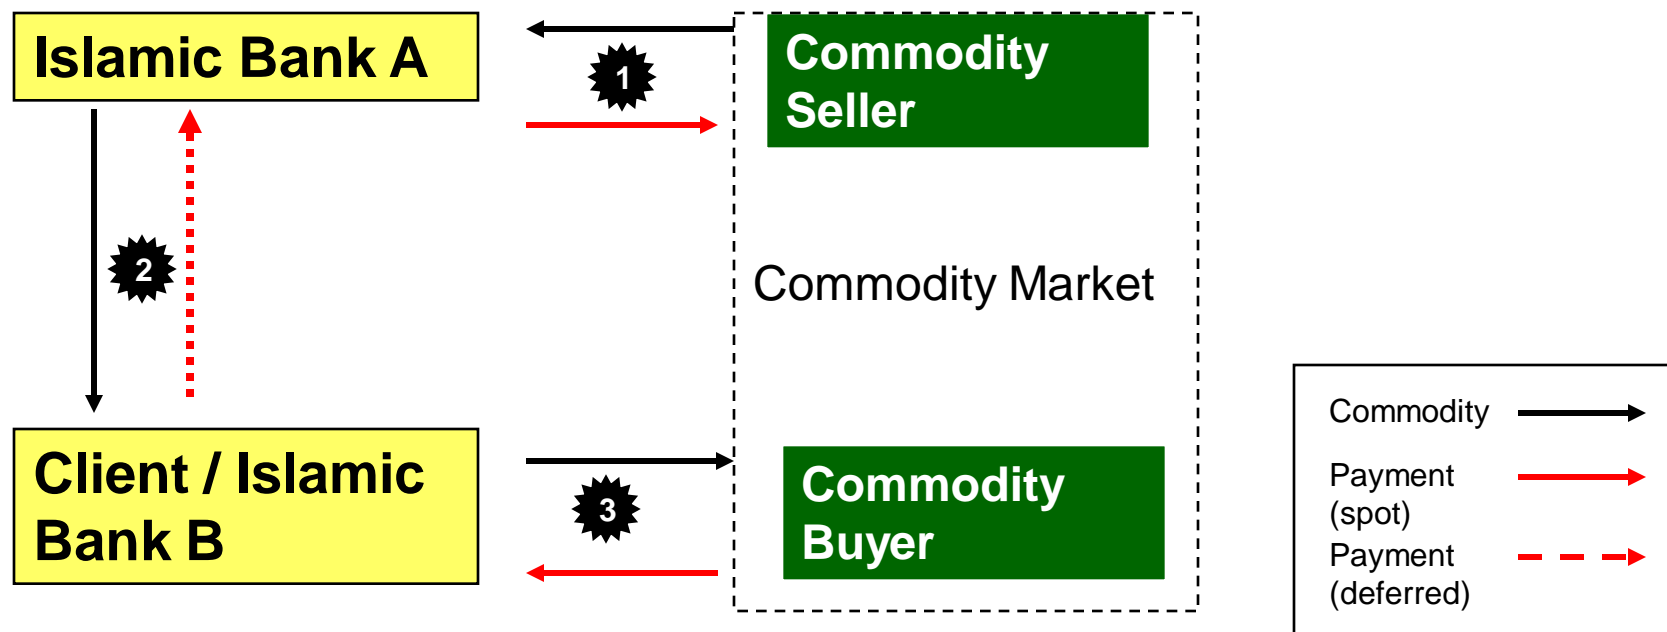 Islamic Bank A
1
Commodity
Seller
2
Commodity Market
Client / Islamic
Bank B
3
Commodity
Buyer
Commodity
Payment
(spot)
Payment
(deferred)